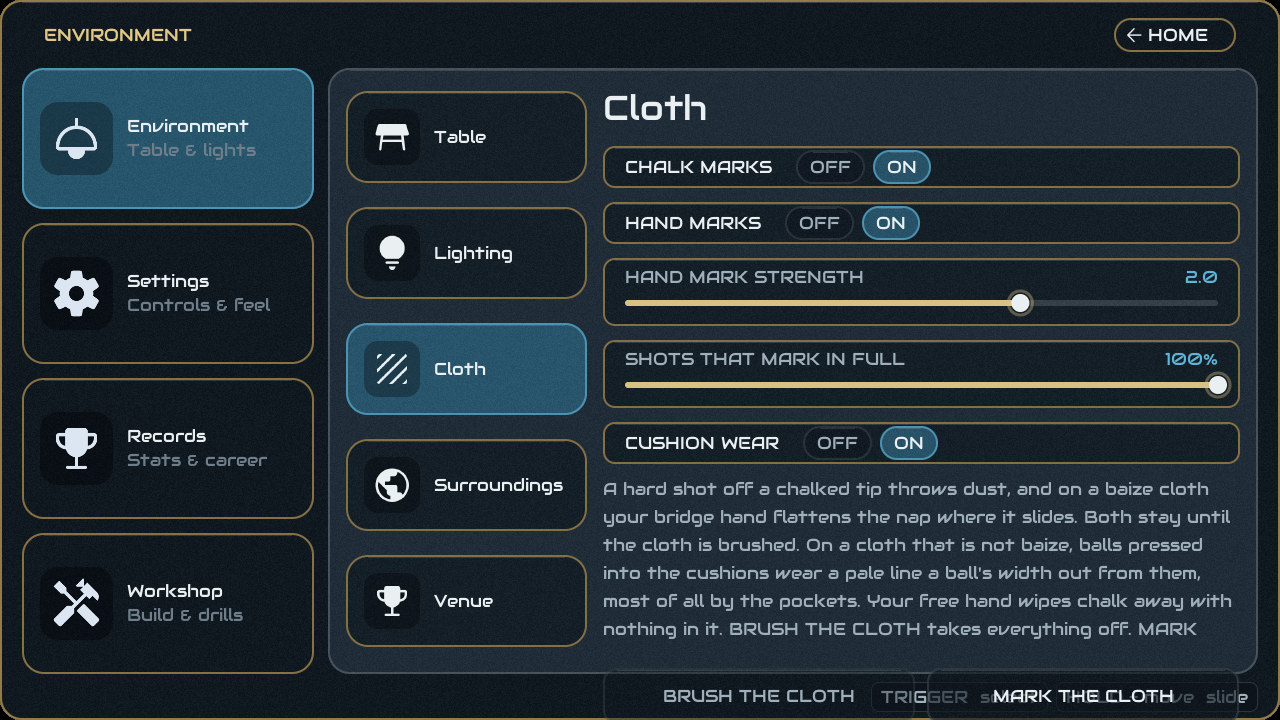 ENVIRONMENT
← HOME
Environment
Table & lights
Settings
Controls & feel
Records
Stats & career
Workshop
Build & drills
Table
Lighting
Cloth
Surroundings
Venue
Cloth
CHALK MARKS OFF ON
HAND MARKS OFF ON
HAND MARK STRENGTH 2.0
SHOTS THAT MARK IN FULL 100%
CUSHION WEAR OFF ON
A hard shot off a chalked tip throws dust, and on a baize cloth
your bridge hand flattens the nap where it slides. Both stay until
the cloth is brushed. On a cloth that is not baize, balls pressed
into the cushions wear a pale line a ball's width out from them,
most of all by the pockets. Your free hand wipes chalk away with
nothing in it. BRUSH THE CLOTH takes everything off. MARK
BRUSH THE CLOTH
MARK THE CLOTH
TRIGGER slide